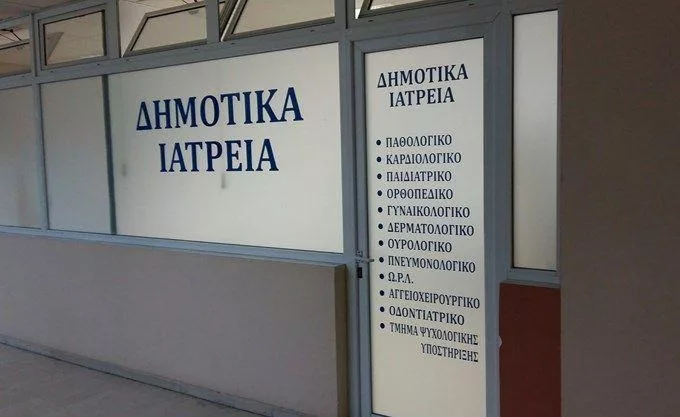 ΔΗΜΟΤΙΚΑ
ΙΑΤΡΕΙΑ
ΔΗΜΟΤΙΚΑ
ΙΑΤΡΕΙΑ
• ΠΑΘΟΛΟΓΙΚΟ
• ΚΑΡΔΙΟΛΟΓΙΚΟ
• ΠΑΙΔΙΑΤΡΙΚΟ
• ΟΡΘΟΠΕΔΙΚΟ
• ΓΥΝΑΙΚΟΛΟΓΙΚΟ
• ΔΕΡΜΑΤΟΛΟΓΙΚΟ
• ΟΥΡΟΛΟΓΙΚΟ
• ΠΝΕΥΜΟΝΟΛΟΓΙΚΟ
• Ω.Ρ.Λ.
• ΑΓΓΕΙΟΧΕΙΡΟΥΡΓΙΚΟ
• ΟΔΟΝΤΙΑΤΡΙΚΟ
• ΤΜΗΜΑ ΨΥΧΟΛΟΓΙΚΗΣ
ΥΠΟΣΤΗΡΙΞΗΣ